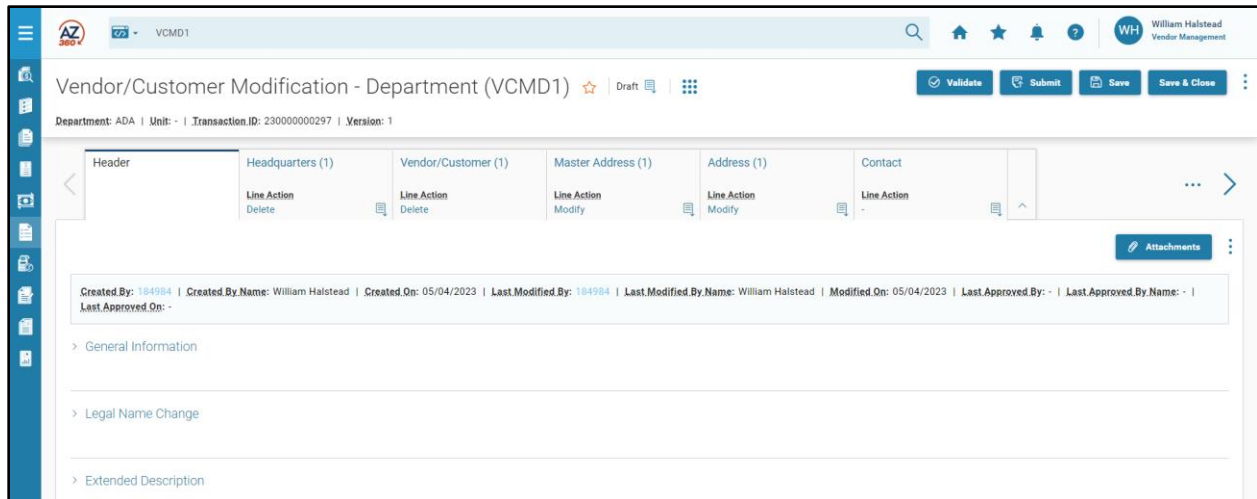 AZ
360
VCMD1
WH
William Halstead
Vendor Management
Vendor/Customer Modification - Department (VCMD1)
Draft
Validate
Submit
Save
Save & Close
Department: ADA | Unit: - | Transaction ID: 230000000297 | Version: 1
Header
Headquarters (1)
Vendor/Customer (1)
Master Address (1)
Address (1)
Contact
Line Action
Line Action
Line Action
Line Action
Line Action
Delete
Delete
Modify
Modify
-
Attachments
Created By: 184984 | Created By Name: William Halstead | Created On: 05/04/2023 | Last Modified By: 184984 | Last Modified By Name: William Halstead | Modified On: 05/04/2023 | Last Approved By: - | Last Approved By Name: - |
Last Approved On: -
General Information
Legal Name Change
Extended Description